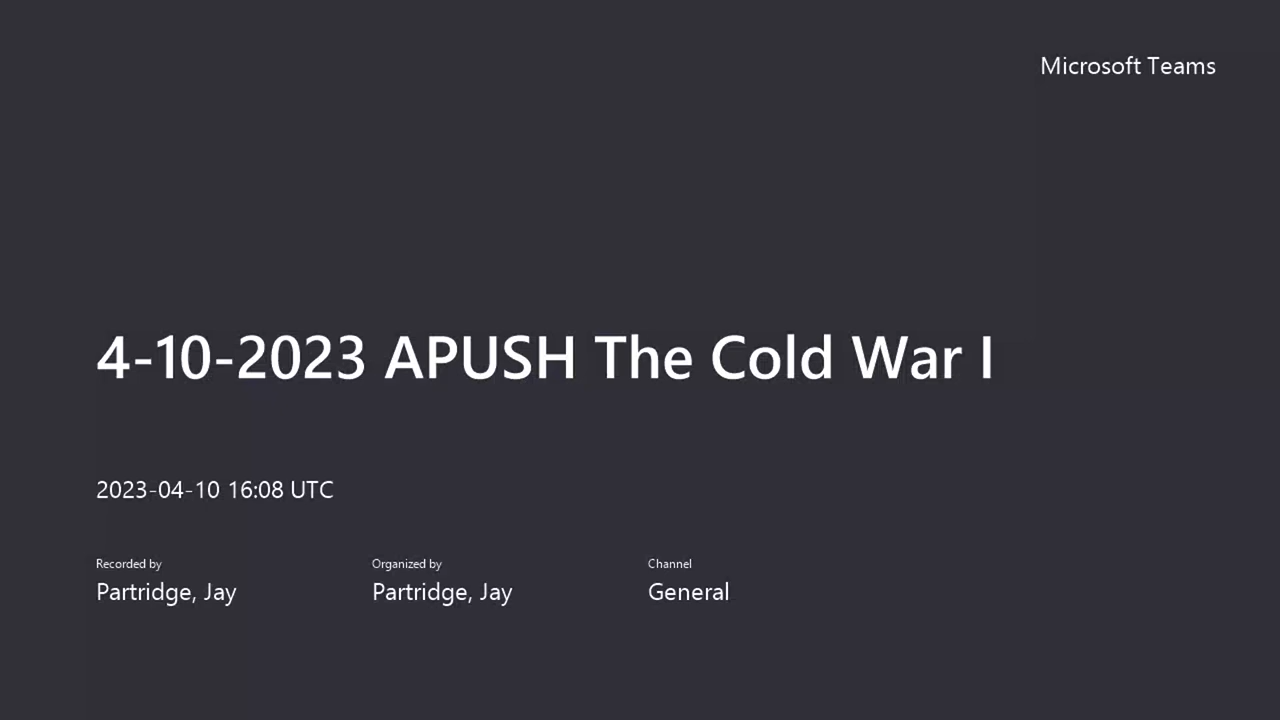 Microsoft Teams
4-10-2023 APUSH The Cold War I
2023-04-10 16:08 UTC
Recorded by
Partridge, Jay
Organized by
Partridge, Jay
Channel
General